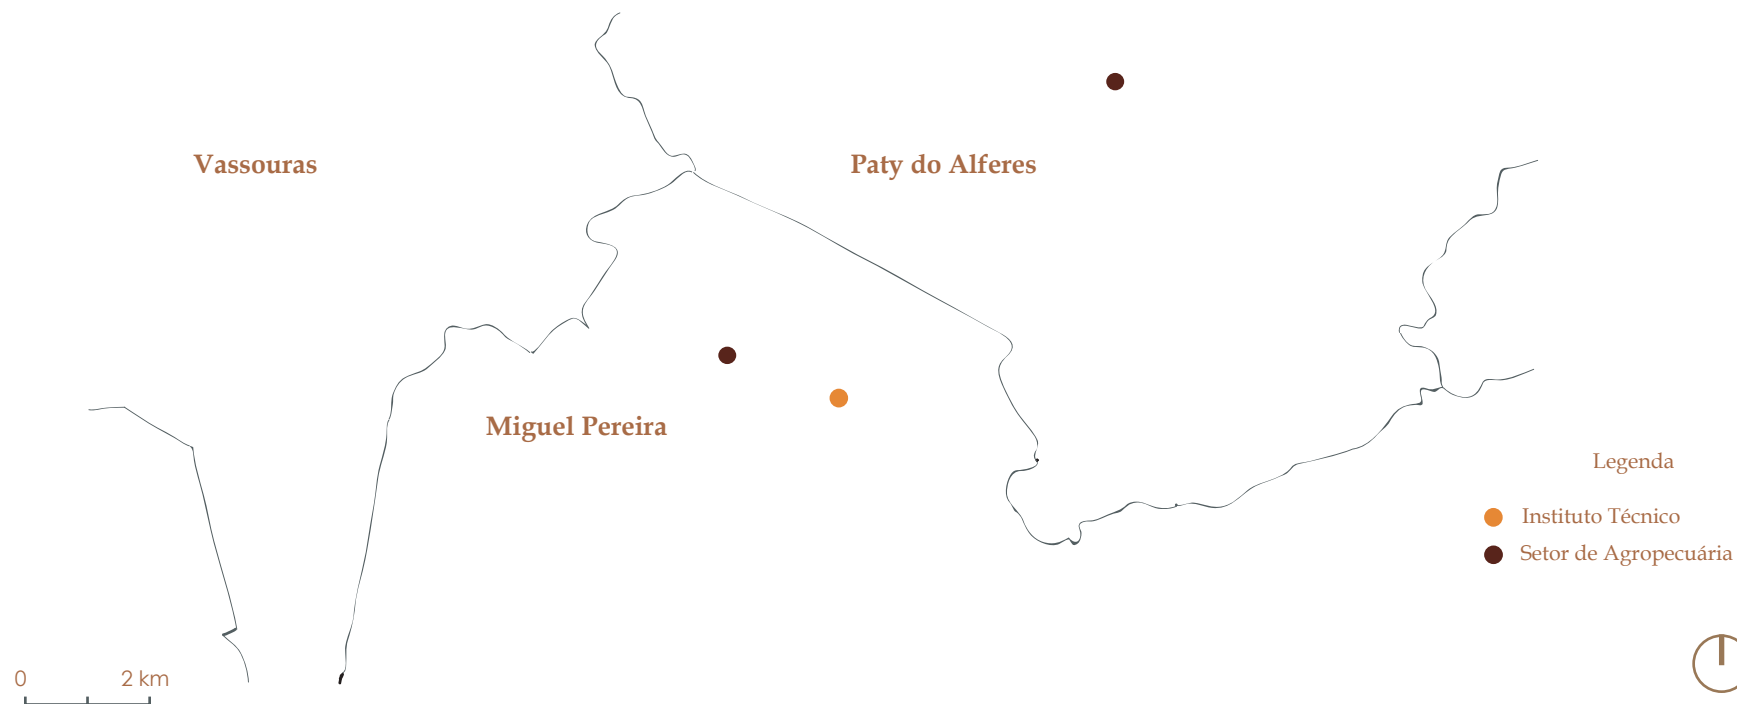 Vassouras
Paty do Alferes
Miguel Pereira
Legenda
Instituto Técnico
Setor de Agropecuária
0 2 km